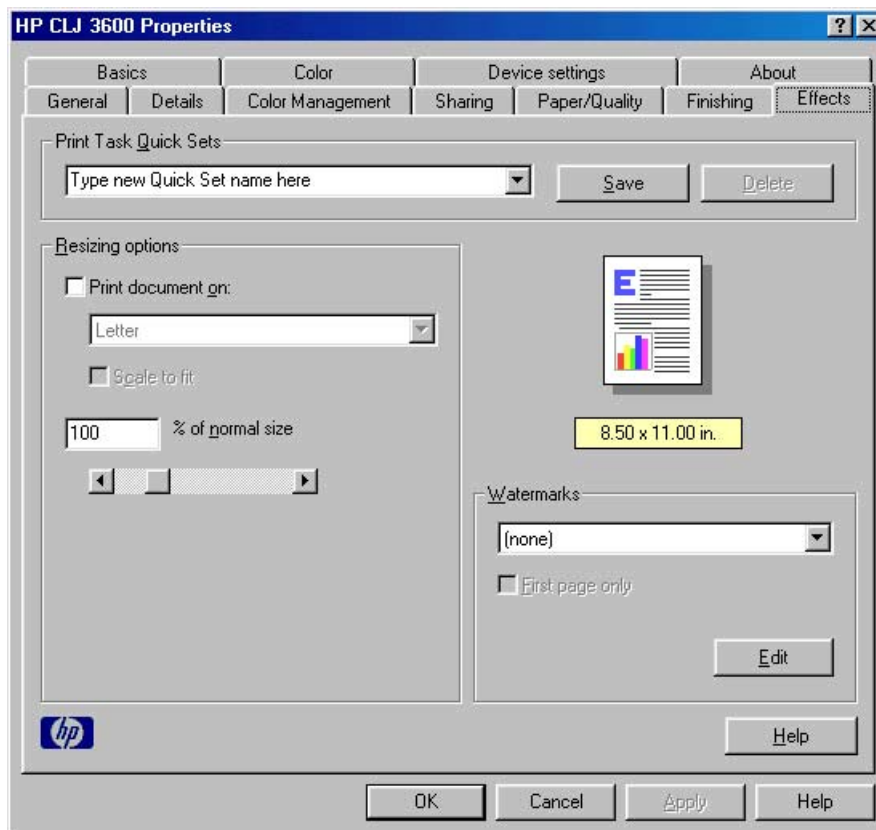 HP CLJ 3600 Properties
Basics Color Device settings About
General Details Color Management Sharing Paper/Quality Finishing Effects
Print Task Quick Sets
Type new Quick Set name here Save Delete
Resizing options
Print document on:
Letter
Scale to fit
100 % of normal size
E
8.50 x 11.00 in.
Watermarks
(none)
First page only
Edit
hp
Help
OK Cancel Apply Help